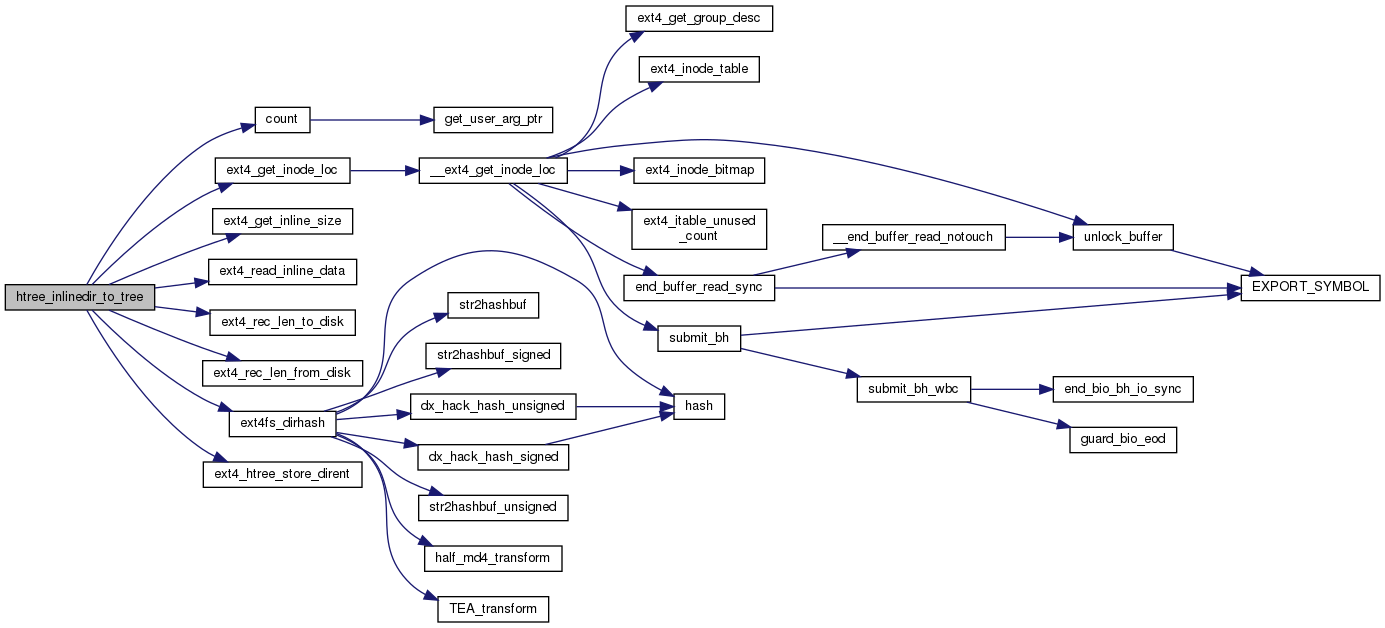 ext4_get_group_desc
ext4_inode_table
count
get_user_arg_ptr
ext4_get_inode_loc
__ext4_get_inode_loc
ext4_inode_bitmap
ext4_get_inline_size
ext4_itable_unused
_count
__end_buffer_read_notouch
unlock_buffer
ext4_read_inline_data
end_buffer_read_sync
EXPORT_SYMBOL
htree_inlinedir_to_tree
str2hashbuf
ext4_rec_len_to_disk
submit_bh
str2hashbuf_signed
ext4_rec_len_from_disk
submit_bh_wbc
end_bio_bh_io_sync
dx_hack_hash_unsigned
hash
ext4fs_dirhash
guard_bio_eod
dx_hack_hash_signed
ext4_htree_store_dirent
str2hashbuf_unsigned
half_md4_transform
TEA_transform